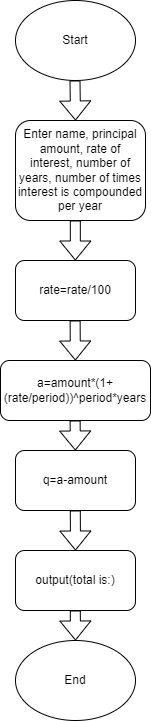 Start
Enter name, principal
amount, rate of
interest, number of
years, number of times
interest is compounded
per year
rate=rate/100
a=amount*(1+
(rate/period))^period*years
q=a-amount
output(total is:)
End